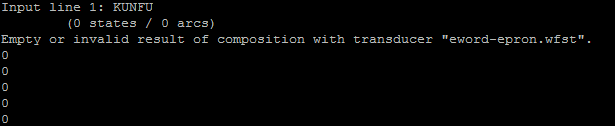 Input line 1: KUNFU
(0 states / 0 arcs)
Empty or invalid result of composition with transducer "eword-epron.wfst".
0
0
0
0
0